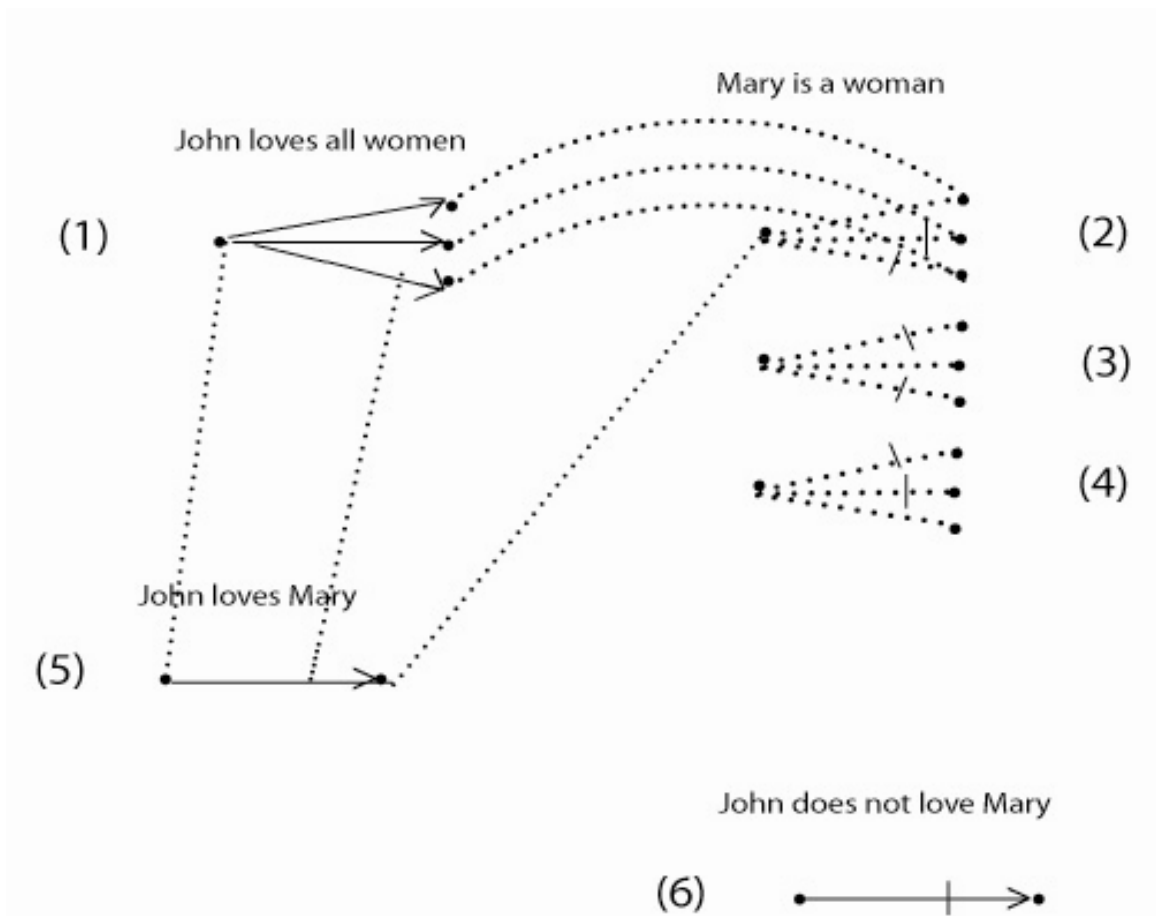 Mary is a woman
John loves all women
(1)
(2)
(3)
(4)
John loves Mary
(5)
John does not love Mary
(6)